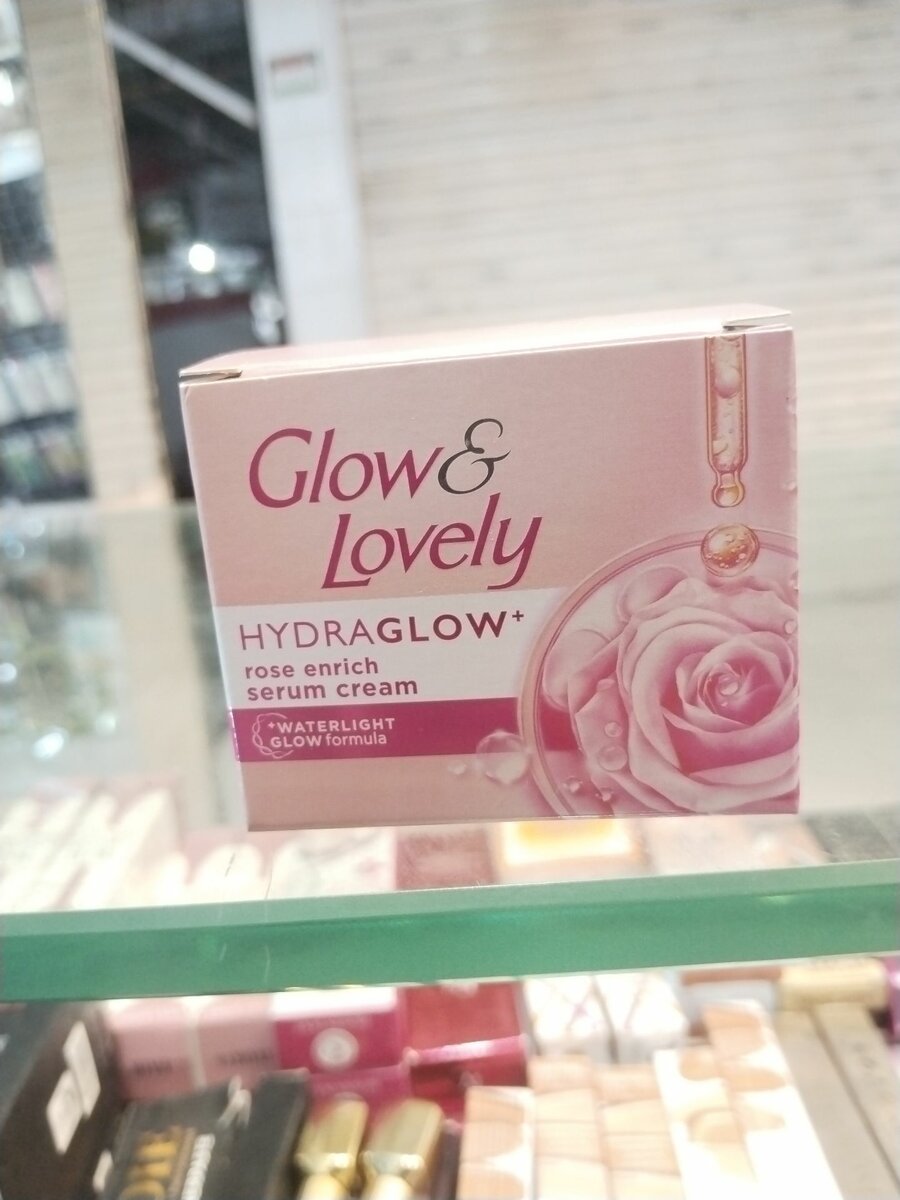 Glow &
Lovely
HYDRAGLOW+
rose enrich
serum cream
+WATERLIGHT
GLOW formula